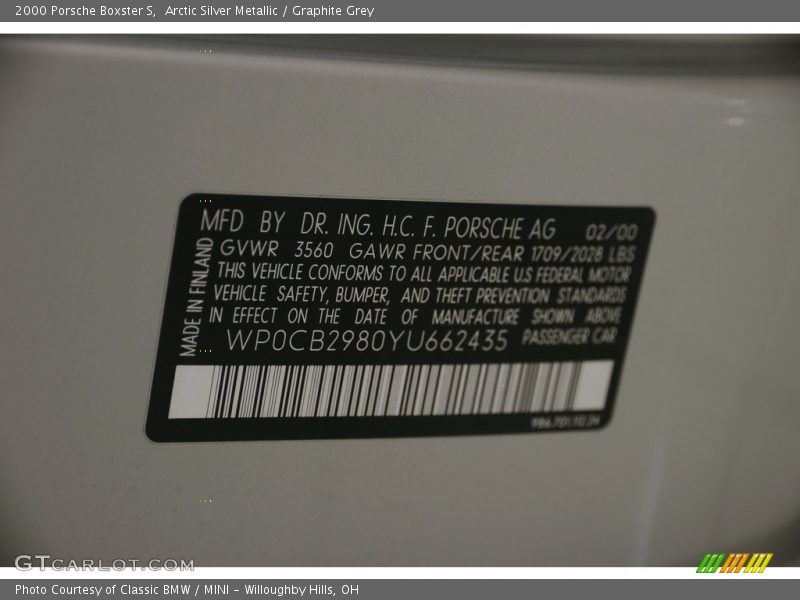 2000 Porsche Boxster S,  Arctic Silver Metallic / Graphite Grey
MFD BY DR. ING. H.C. F. PORSCHE AG 02/00
GVWR 3560 GAWR FRONT/REAR 1709/2028 LBS
THIS VEHICLE CONFORMS TO ALL APPLICABLE U.S FEDERAL MOTOR
VEHICLE SAFETY, BUMPER, AND THEFT PREVENTION STANDARDS
IN EFFECT ON THE DATE OF MANUFACTURE SHOWN ABOVE
WP0CB2980YU662435 PASSENGER CAR
MADE IN FINLAND
GTCARLOT.COM
Photo Courtesy of Classic BMW / MINI - Willoughby Hills, OH